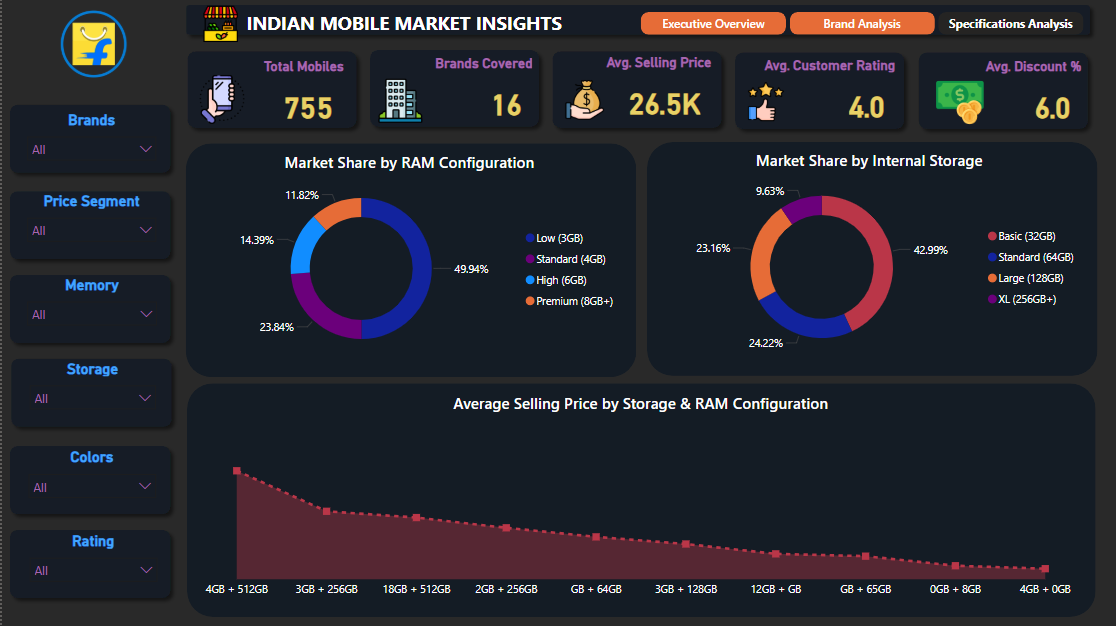 INDIAN MOBILE MARKET INSIGHTS
Executive Overview
Brand Analysis
Specifications Analysis
Total Mobiles
755
Brands Covered
16
Avg. Selling Price
26.5K
Avg. Customer Rating
4.0
Avg. Discount %
6.0
Brands
All
Price Segment
All
Memory
All
Storage
All
Colors
All
Rating
All
Market Share by RAM Configuration
11.82%
14.39%
23.84%
49.94%
Low (3GB)
Standard (4GB)
High (6GB)
Premium (8GB+)
Market Share by Internal Storage
9.63%
23.16%
24.22%
42.99%
Basic (32GB)
Standard (64GB)
Large (128GB)
XL (256GB+)
Average Selling Price by Storage & RAM Configuration
4GB + 512GB
3GB + 256GB
18GB + 512GB
2GB + 256GB
GB + 64GB
3GB + 128GB
12GB + GB
GB + 65GB
0GB + 8GB
4GB + 0GB